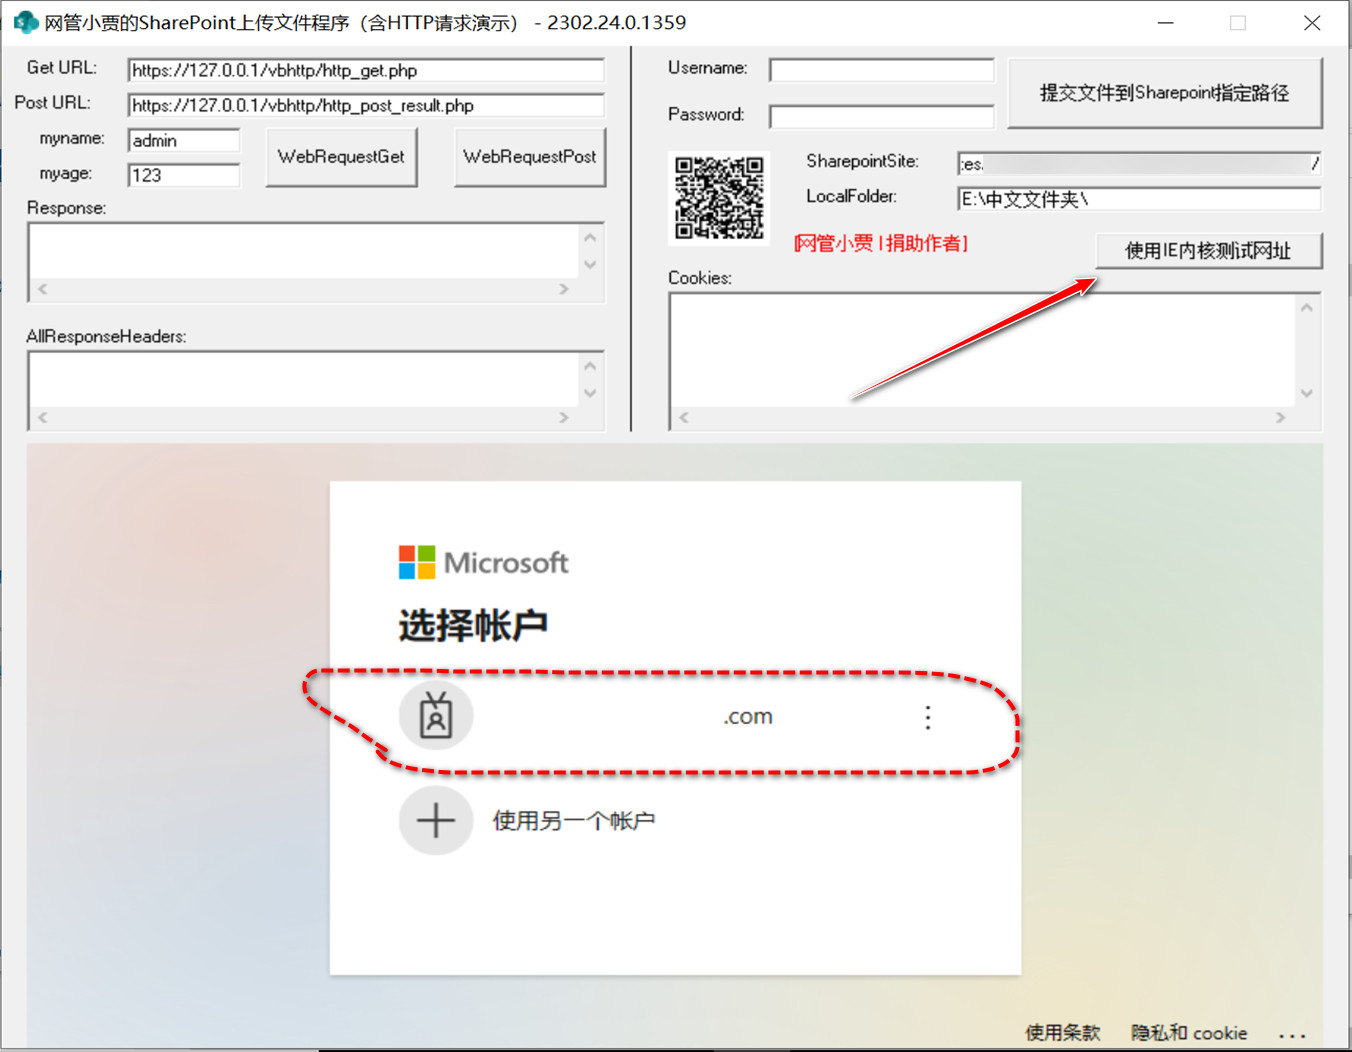 网管小贾的SharePoint上传文件程序（含HTTP请求演示） - 2302.24.0.1359
Get URL:
https://127.0.0.1/vbhttp/http_get.php
Post URL:
https://127.0.0.1/vbhttp/http_post_result.php
myname:
admin
myage:
123
WebRequestGet
WebRequestPost
Response:
AllResponseHeaders:
Username:
Password:
提交文件到Sharepoint指定路径
SharepointSite:
:es.
/
LocalFolder:
E:\中文文件夹\
[网管小贾 | 捐助作者]
使用IE内核测试网址
Cookies:
Microsoft
选择帐户
.com
使用另一个帐户
使用条款
隐私和 cookie
...